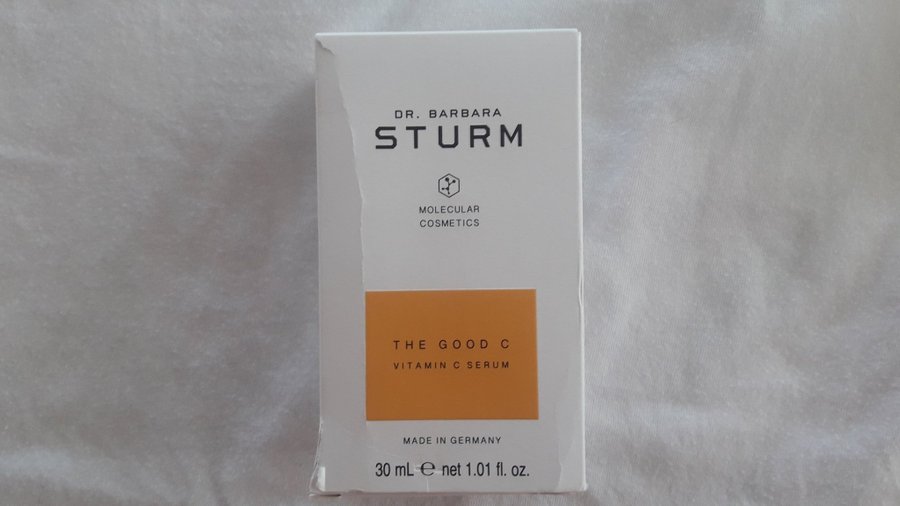 DR. BARBARA
STURM
MOLECULAR
COSMETICS
THE GOOD C
VITAMIN C SERUM
MADE IN GERMANY
30 mL ℮ net 1.01 fl. oz.